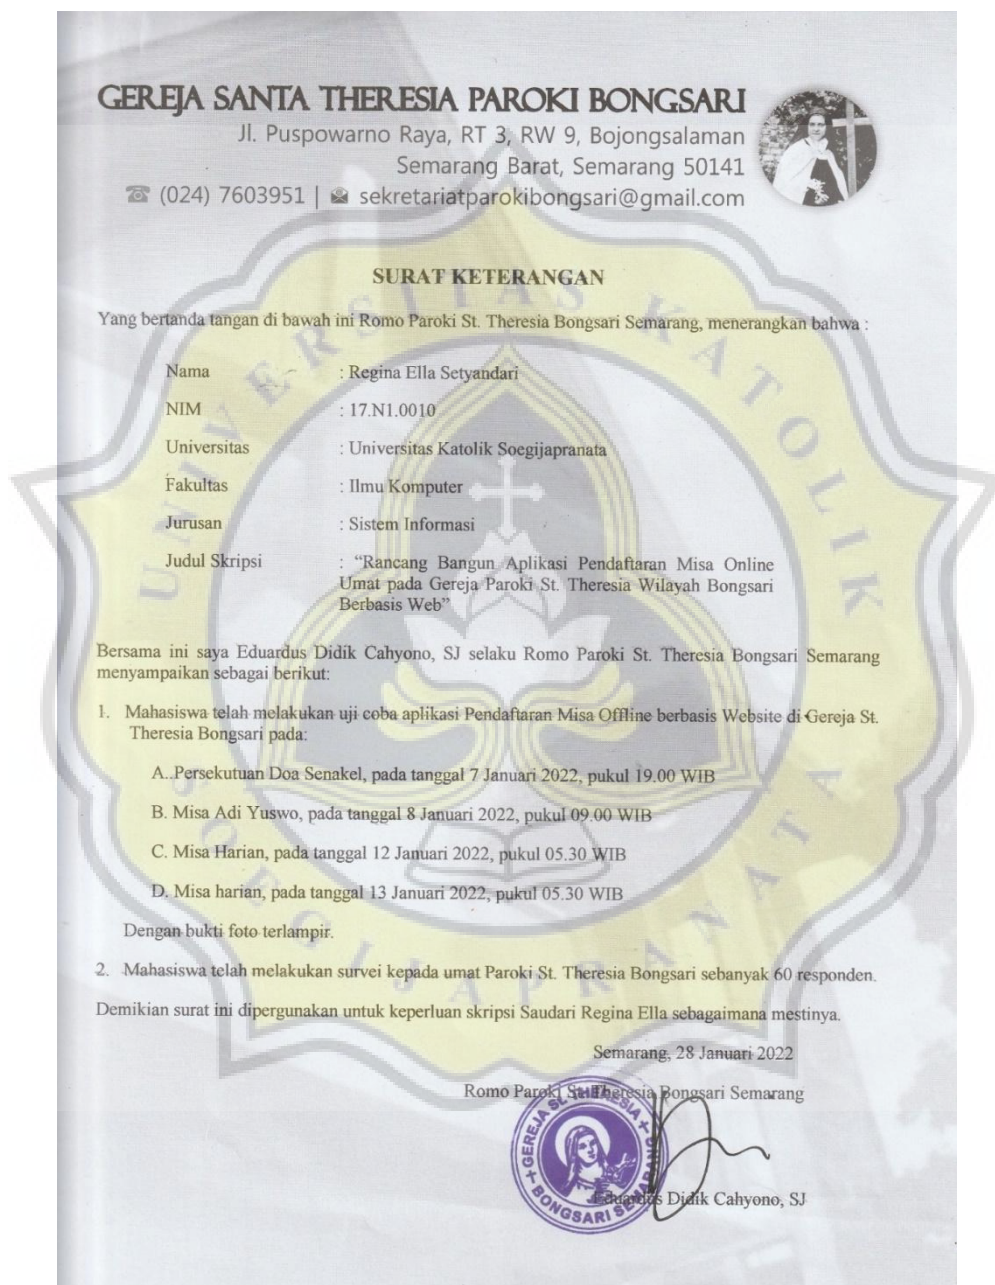 GEREJA SANTA THERESIA PAROKI BONGSARI
Jl. Puspowarno Raya, RT 3, RW 9, Bojongsalaman
Semarang Barat, Semarang 50141
(024) 7603951 | sekretariatparokibongsari@gmail.com
SURAT KETERANGAN
Yang bertanda tangan di bawah ini Romo Paroki St. Theresia Bongsari Semarang, menerangkan bahwa :
Nama : Regina Ella Setyandari
NIM : 17.N1.0010
Universitas : Universitas Katolik Soegijapranata
Fakultas : Ilmu Komputer
Jurusan : Sistem Informasi
Judul Skripsi : “Rancang Bangun Aplikasi Pendaftaran Misa Online
Umat pada Gereja Paroki St. Theresia Wilayah Bongsari
Berbasis Web”
Bersama ini saya Eduardus Didik Cahyono, SJ selaku Romo Paroki St. Theresia Bongsari Semarang
menyampaikan sebagai berikut:
1. Mahasiswa telah melakukan uji coba aplikasi Pendaftaran Misa Offline berbasis Website di Gereja St.
Theresia Bongsari pada:
A..Persekutuan Doa Senakel, pada tanggal 7 Januari 2022, pukul 19.00 WIB
B. Misa Adi Yuswo, pada tanggal 8 Januari 2022, pukul 09.00 WIB
C. Misa Harian, pada tanggal 12 Januari 2022, pukul 05.30 WIB
D. Misa harian, pada tanggal 13 Januari 2022, pukul 05.30 WIB
Dengan bukti foto terlampir.
2. Mahasiswa telah melakukan survei kepada umat Paroki St. Theresia Bongsari sebanyak 60 responden.
Demikian surat ini dipergunakan untuk keperluan skripsi Saudari Regina Ella sebagaimana mestinya.
Semarang, 28 Januari 2022
Romo Paroki St. Theresia Bongsari Semarang
GEREJA St. THERESIA
BONGSARI SEMARANG
Eduardus Didik Cahyono, SJ
UNIVERSITAS KATOLIK
SOEGIJAPRANATA